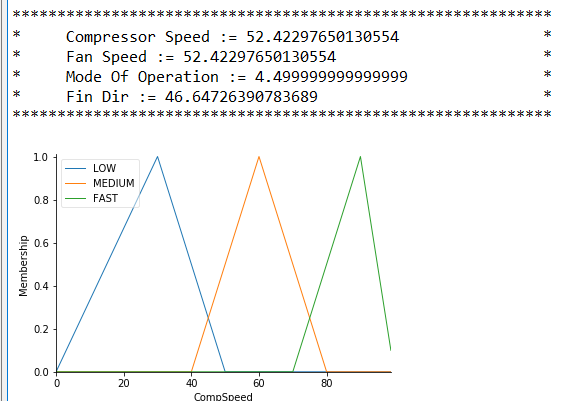 ************************************************************
* Compressor Speed := 52.42297650130554 *
* Fan Speed := 52.42297650130554 *
* Mode Of Operation := 4.499999999999999 *
* Fin Dir := 46.64726390783689 *
************************************************************
1.0
LOW
MEDIUM
FAST
0.8
0.6
0.4
0.2
0.0
Membership
0 20 40 60 80
CompSpeed